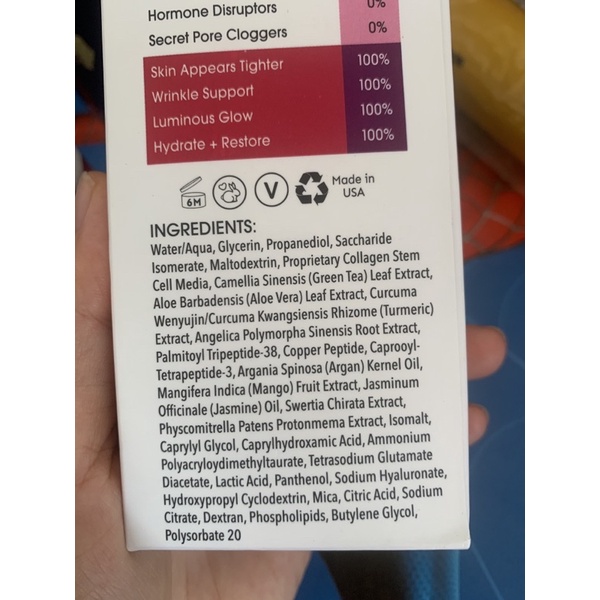 Hormone Disruptors 0%
Secret Pore Cloggers 0%
Skin Appears Tighter 100%
Wrinkle Support 100%
Luminous Glow 100%
Hydrate + Restore 100%
6M
V
Made in
USA
INGREDIENTS:
Water/Aqua, Glycerin, Propanediol, Saccharide
Isomerate, Maltodextrin, Proprietary Collagen Stem
Cell Media, Camellia Sinensis (Green Tea) Leaf Extract,
Aloe Barbadensis (Aloe Vera) Leaf Extract, Curcuma
Wenyujin/Curcuma Kwangsiensis Rhizome (Turmeric)
Extract, Angelica Polymorpha Sinensis Root Extract,
Palmitoyl Tripeptide-38, Copper Peptide, Caprooyl-
Tetrapeptide-3, Argania Spinosa (Argan) Kernel Oil,
Mangifera Indica (Mango) Fruit Extract, Jasminum
Officinale (Jasmine) Oil, Swertia Chirata Extract,
Physcomitrella Patens Protonmema Extract, Isomalt,
Caprylyl Glycol, Caprylhydroxamic Acid, Ammonium
Polyacryloydimethyltaurate, Tetrasodium Glutamate
Diacetate, Lactic Acid, Panthenol, Sodium Hyaluronate,
Hydroxypropyl Cyclodextrin, Mica, Citric Acid, Sodium
Citrate, Dextran, Phospholipids, Butylene Glycol,
Polysorbate 20